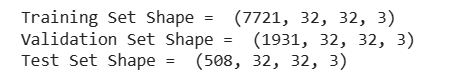 Training Set Shape =  (7721, 32, 32, 3)
Validation Set Shape =  (1931, 32, 32, 3)
Test Set Shape =  (508, 32, 32, 3)